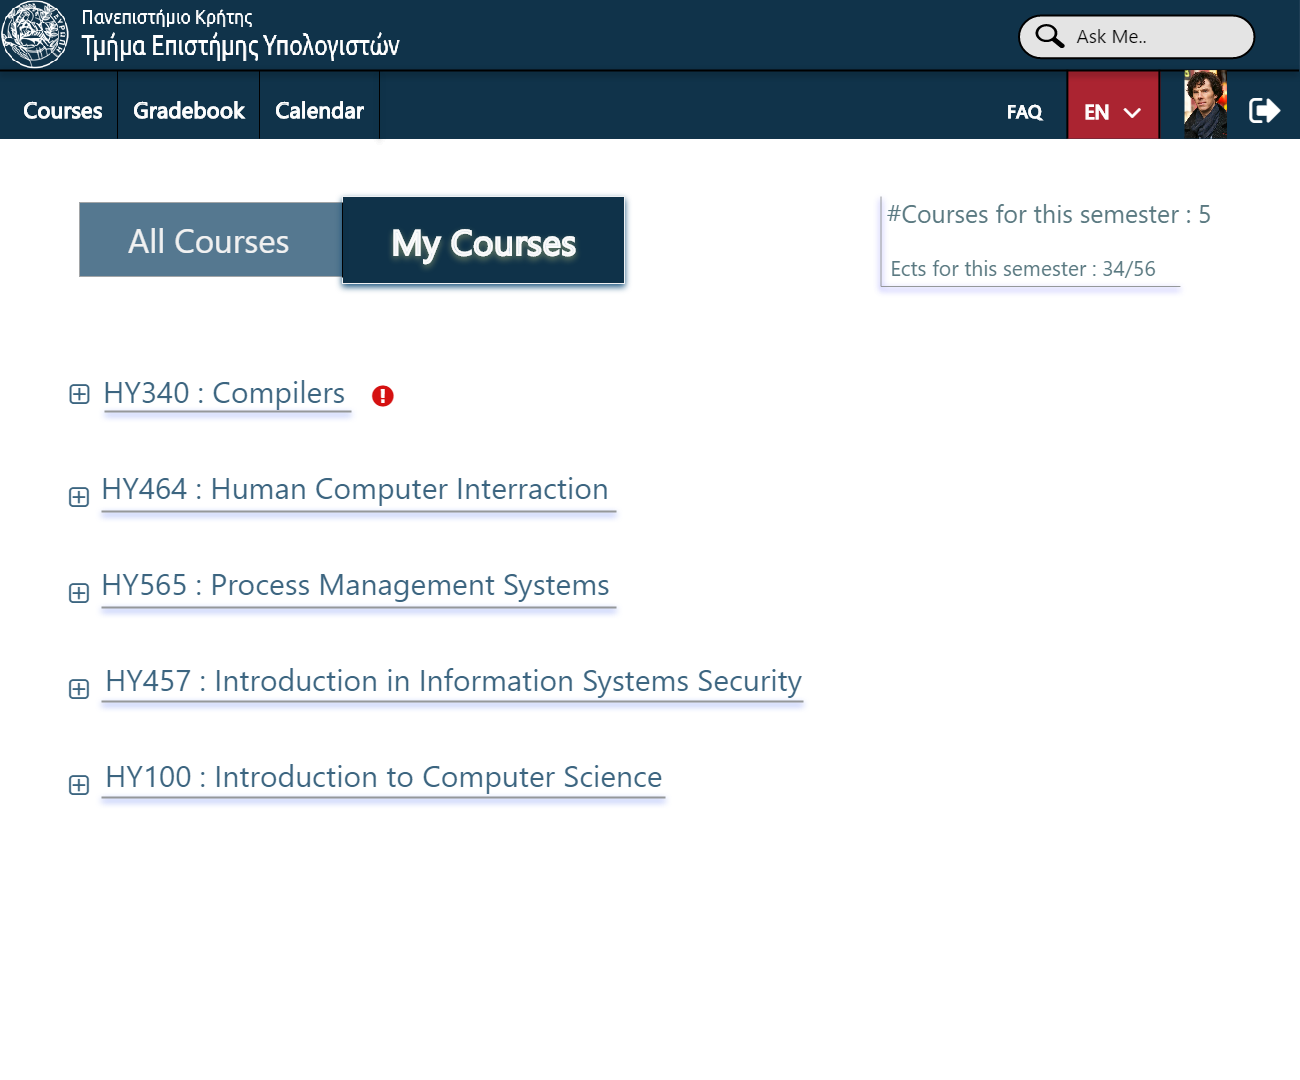 Πανεπιστήμιο Κρήτης
Τμήμα Επιστήμης Υπολογιστών
Ask Me..
Courses Gradebook Calendar FAQ EN
All Courses My Courses
#Courses for this semester : 5
Ects for this semester : 34/56
HY340 : Compilers
HY464 : Human Computer Interraction
HY565 : Process Management Systems
HY457 : Introduction in Information Systems Security
HY100 : Introduction to Computer Science